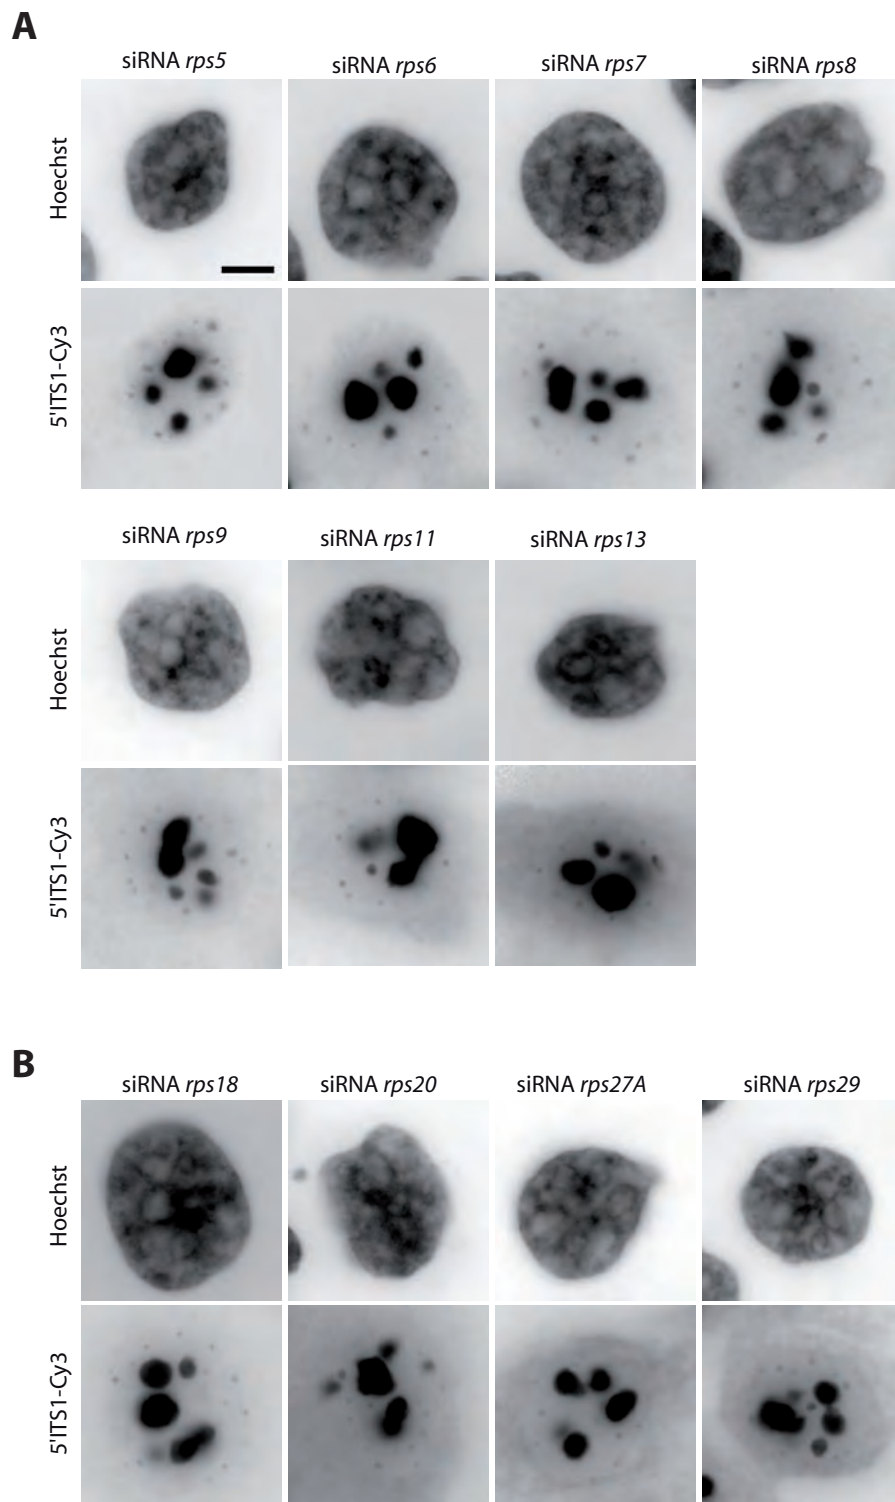 A
siRNA rps5 siRNA rps6 siRNA rps7 siRNA rps8
Hoechst
5'ITS1-Cy3
siRNA rps9 siRNA rps11 siRNA rps13
Hoechst
5'ITS1-Cy3
B
siRNA rps18 siRNA rps20 siRNA rps27A siRNA rps29
Hoechst
5'ITS1-Cy3